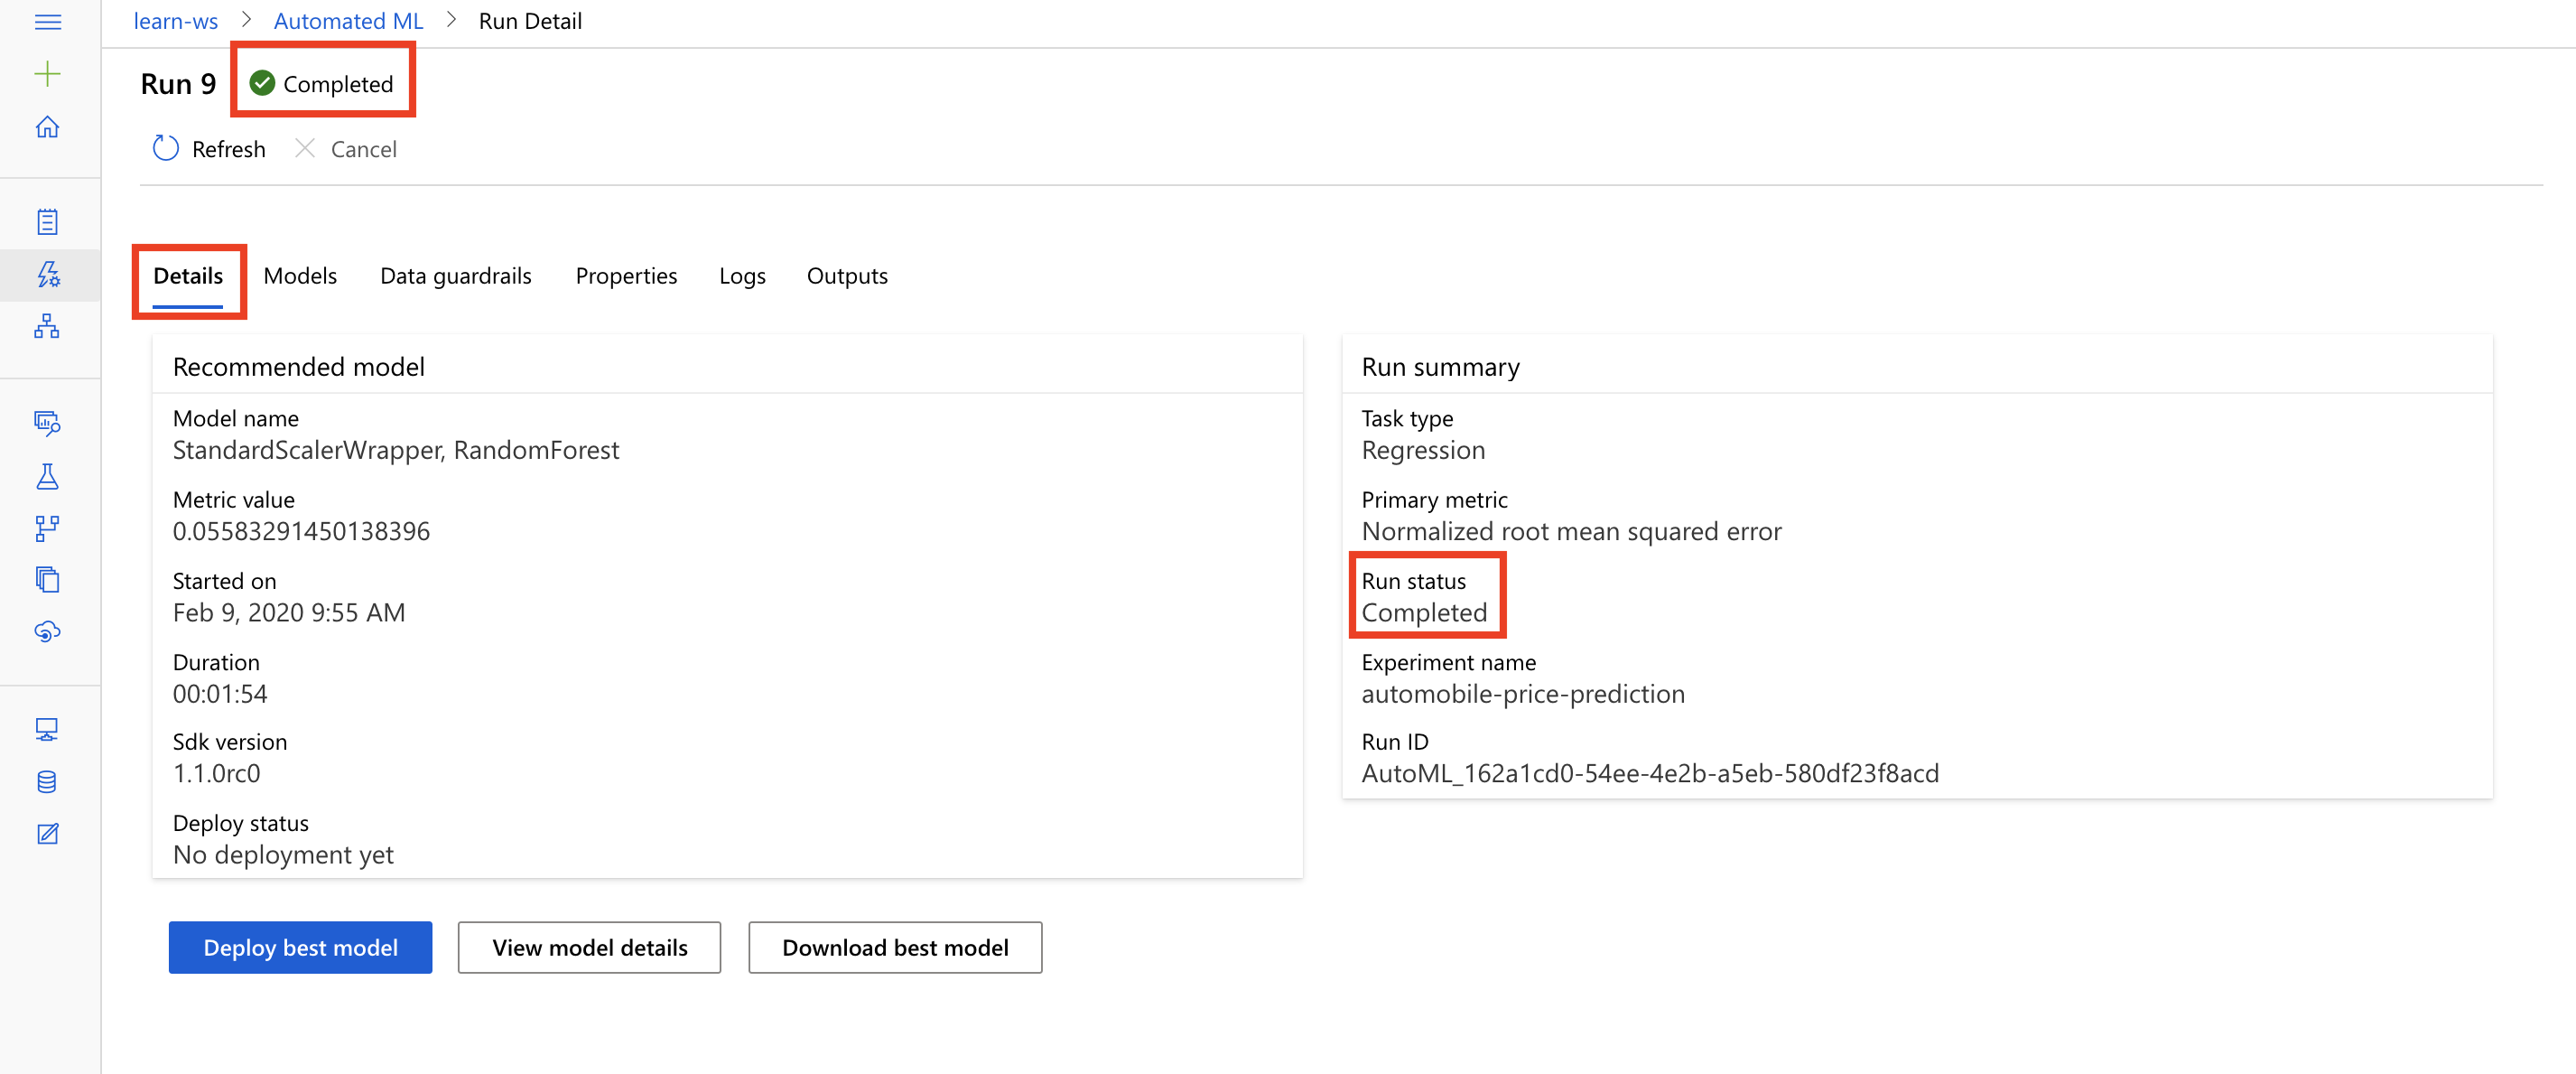 learn-ws > Automated ML > Run Detail
Run 9 Completed
Refresh Cancel
Details Models Data guardrails Properties Logs Outputs
Recommended model
Model name
StandardScalerWrapper, RandomForest
Metric value
0.05583291450138396
Started on
Feb 9, 2020 9:55 AM
Duration
00:01:54
Sdk version
1.1.0rc0
Deploy status
No deployment yet
Run summary
Task type
Regression
Primary metric
Normalized root mean squared error
Run status
Completed
Experiment name
automobile-price-prediction
Run ID
AutoML_162a1cd0-54ee-4e2b-a5eb-580df23f8acd
Deploy best model View model details Download best model